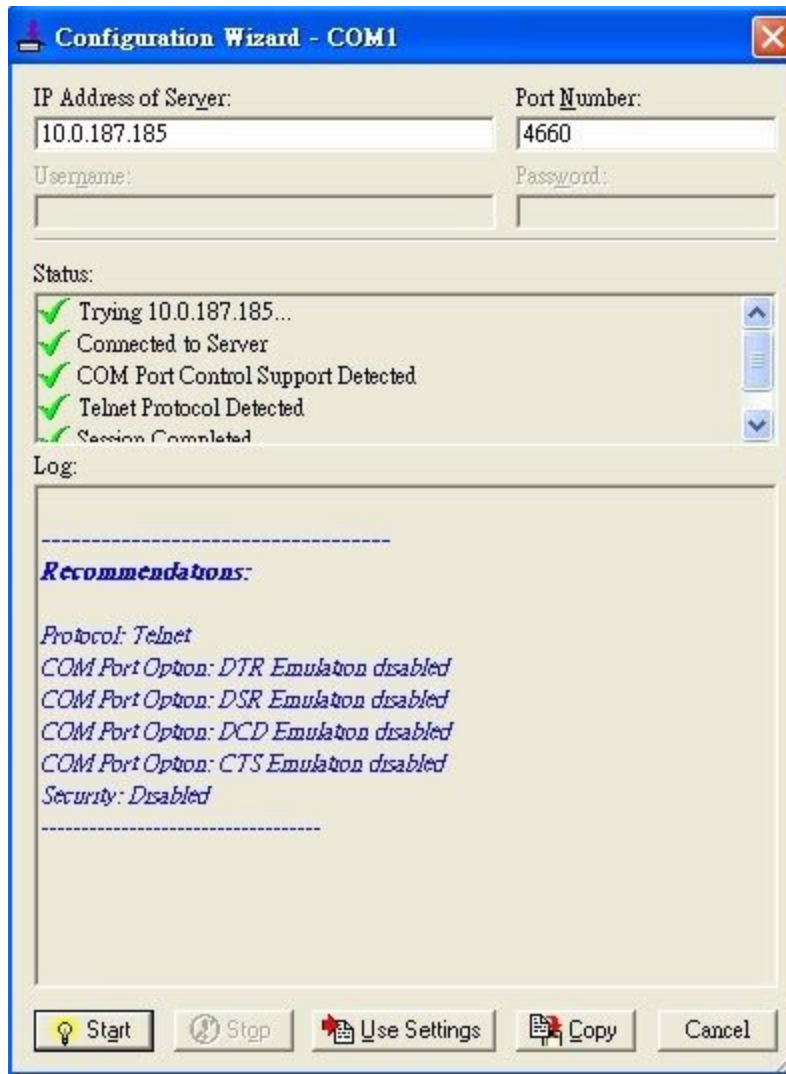 Configuration Wizard - COM1
IP Address of Server: Port Number:
10.0.187.185 4660
Username: Password:
Status:
Trying 10.0.187.185...
Connected to Server
COM Port Control Support Detected
Telnet Protocol Detected
Session Completed
Log:
-----------------------------------
Recommendations:
Protocol: Telnet
COM Port Option: DTR Emulation disabled
COM Port Option: DSR Emulation disabled
COM Port Option: DCD Emulation disabled
COM Port Option: CTS Emulation disabled
Security: Disabled
-----------------------------------
Start Stop Use Settings Copy Cancel